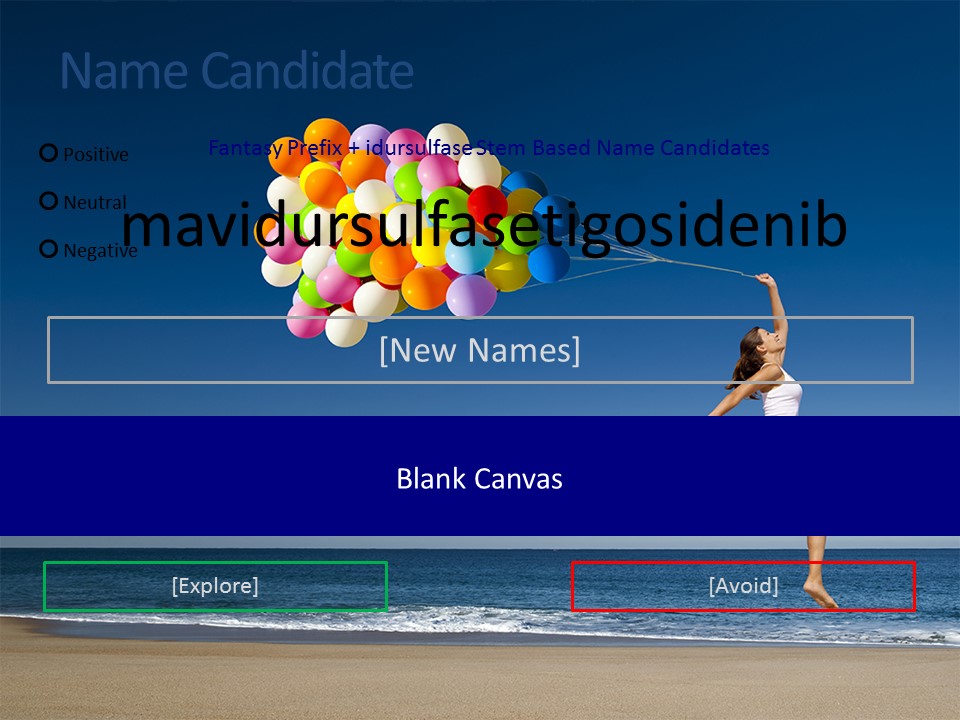 Name Candidate
Fantasy Prefix + idursulfase Stem Based Name Candidates
Positive
Neutral
Negative
mavidursulfasetigosidenib
[New Names]
Blank Canvas
[Explore]
[Avoid]